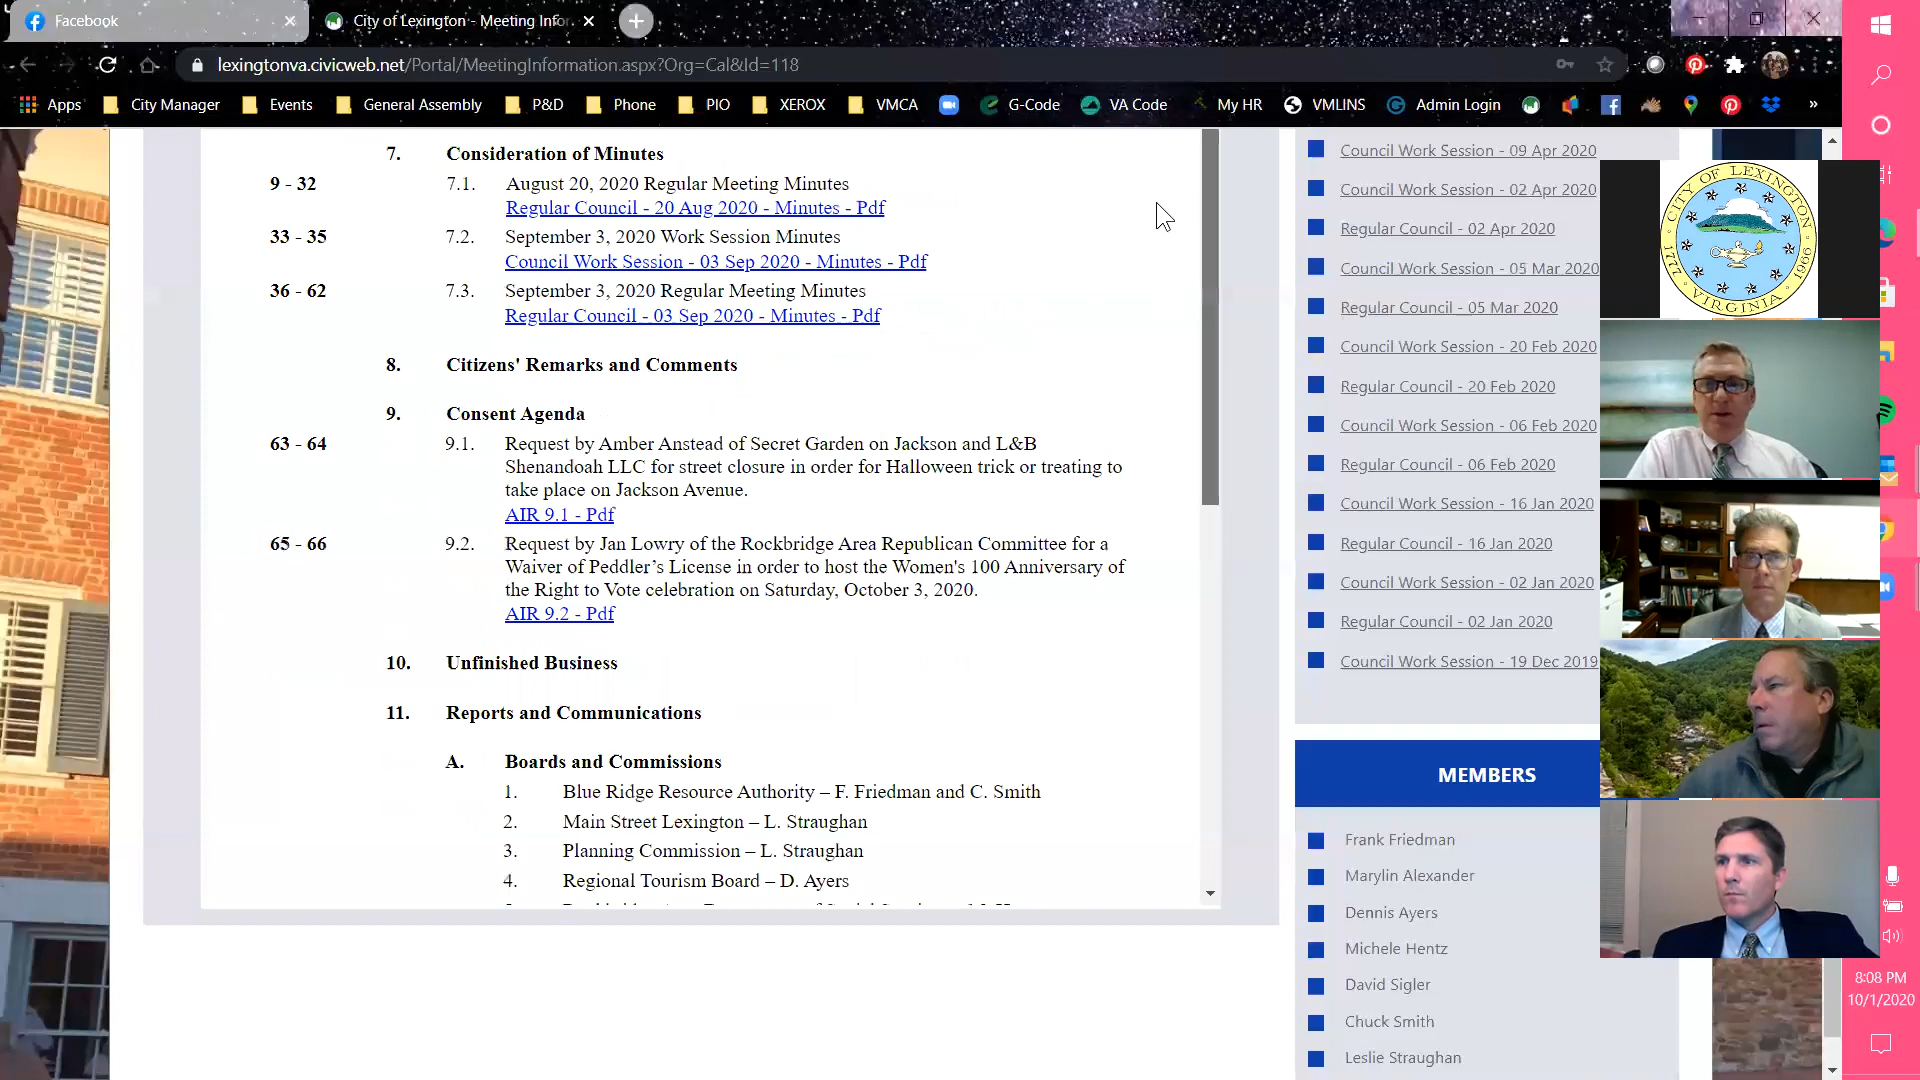 Facebook
City of Lexington - Meeting Infor
lexingtonva.civicweb.net/Portal/MeetingInformation.aspx?Org=Cal&Id=118
Apps City Manager Events General Assembly P&D Phone PIO XEROX VMCA G-Code VA Code My HR VMLINS Admin Login »
7. Consideration of Minutes
9 - 32 7.1. August 20, 2020 Regular Meeting Minutes
Regular Council - 20 Aug 2020 - Minutes - Pdf
33 - 35 7.2. September 3, 2020 Work Session Minutes
Council Work Session - 03 Sep 2020 - Minutes - Pdf
36 - 62 7.3. September 3, 2020 Regular Meeting Minutes
Regular Council - 03 Sep 2020 - Minutes - Pdf
8. Citizens' Remarks and Comments
9. Consent Agenda
63 - 64 9.1. Request by Amber Anstead of Secret Garden on Jackson and L&B
Shenandoah LLC for street closure in order for Halloween trick or treating to
take place on Jackson Avenue.
AIR 9.1 - Pdf
65 - 66 9.2. Request by Jan Lowry of the Rockbridge Area Republican Committee for a
Waiver of Peddler’s License in order to host the Women's 100 Anniversary of
the Right to Vote celebration on Saturday, October 3, 2020.
AIR 9.2 - Pdf
10. Unfinished Business
11. Reports and Communications
A. Boards and Commissions
1. Blue Ridge Resource Authority – F. Friedman and C. Smith
2. Main Street Lexington – L. Straughan
3. Planning Commission – L. Straughan
4. Regional Tourism Board – D. Ayers
Council Work Session - 09 Apr 2020
Council Work Session - 02 Apr 2020
Regular Council - 02 Apr 2020
Council Work Session - 05 Mar 2020
Regular Council - 05 Mar 2020
Council Work Session - 20 Feb 2020
Regular Council - 20 Feb 2020
Council Work Session - 06 Feb 2020
Regular Council - 06 Feb 2020
Council Work Session - 16 Jan 2020
Regular Council - 16 Jan 2020
Council Work Session - 02 Jan 2020
Regular Council - 02 Jan 2020
Council Work Session - 19 Dec 2019
MEMBERS
Frank Friedman
Marylin Alexander
Dennis Ayers
Michele Hentz
David Sigler
Chuck Smith
Leslie Straughan
CITY OF LEXINGTON
1777 VIRGINIA 1966
8:08 PM
10/1/2020